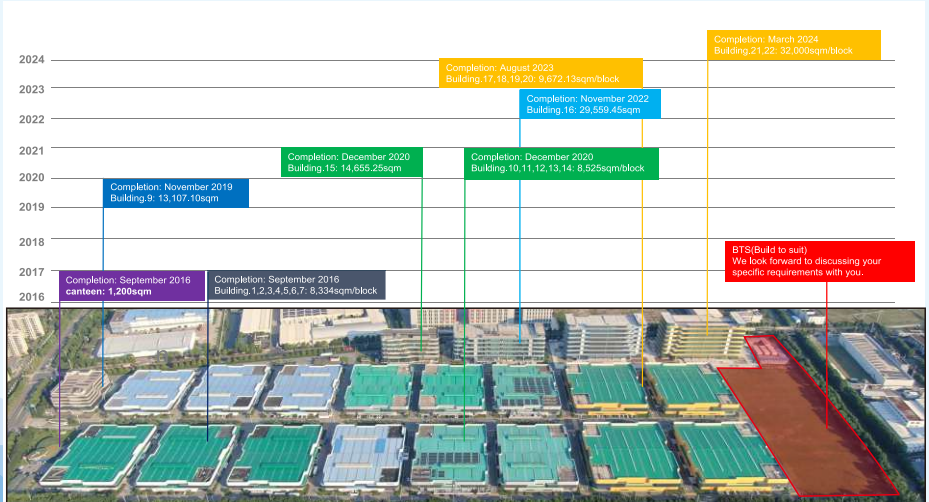 2024
Completion: March 2024
Building.21,22: 32,000sqm/block
2023
Completion: August 2023
Building.17,18,19,20: 9,672.13sqm/block
2022
Completion: November 2022
Building.16: 29,559.45sqm
2021
Completion: December 2020
Building.15: 14,655.25sqm
Completion: December 2020
Building.10,11,12,13,14: 8,525sqm/block
2020
Completion: November 2019
Building.9: 13,107.10sqm
2019
2018
BTS(Build to suit)
We look forward to discussing your
specific requirements with you.
2017
Completion: September 2016
canteen: 1,200sqm
Completion: September 2016
Building.1,2,3,4,5,6,7: 8,334sqm/block
2016